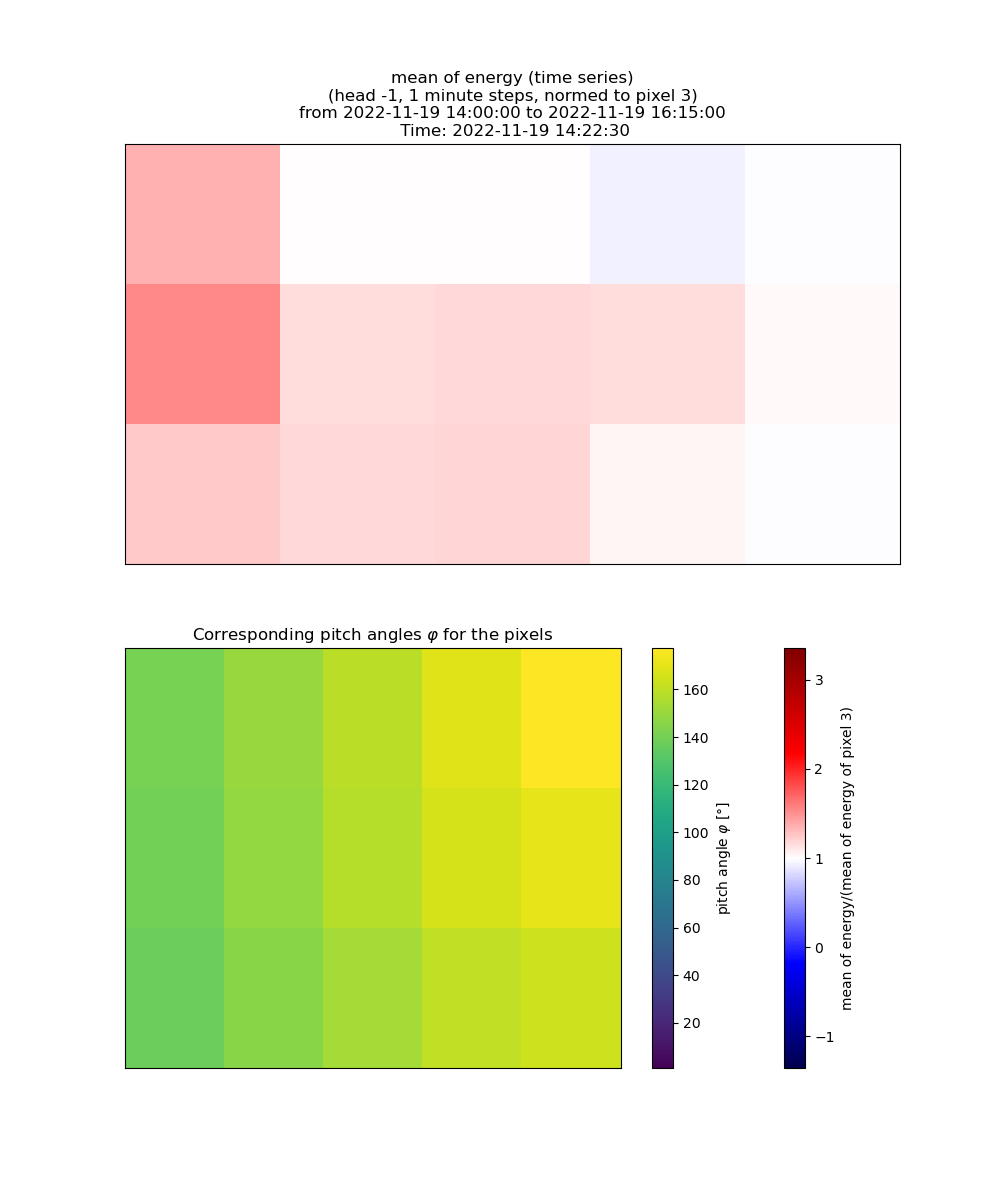 mean of energy (time series)
(head -1, 1 minute steps, normed to pixel 3)
from 2022-11-19 14:00:00 to 2022-11-19 16:15:00
Time: 2022-11-19 14:22:30
Corresponding pitch angles φ for the pixels
160
140
120
100
80
60
40
20
pitch angle φ [°]
3
2
1
0
−1
mean of energy/(mean of energy of pixel 3)